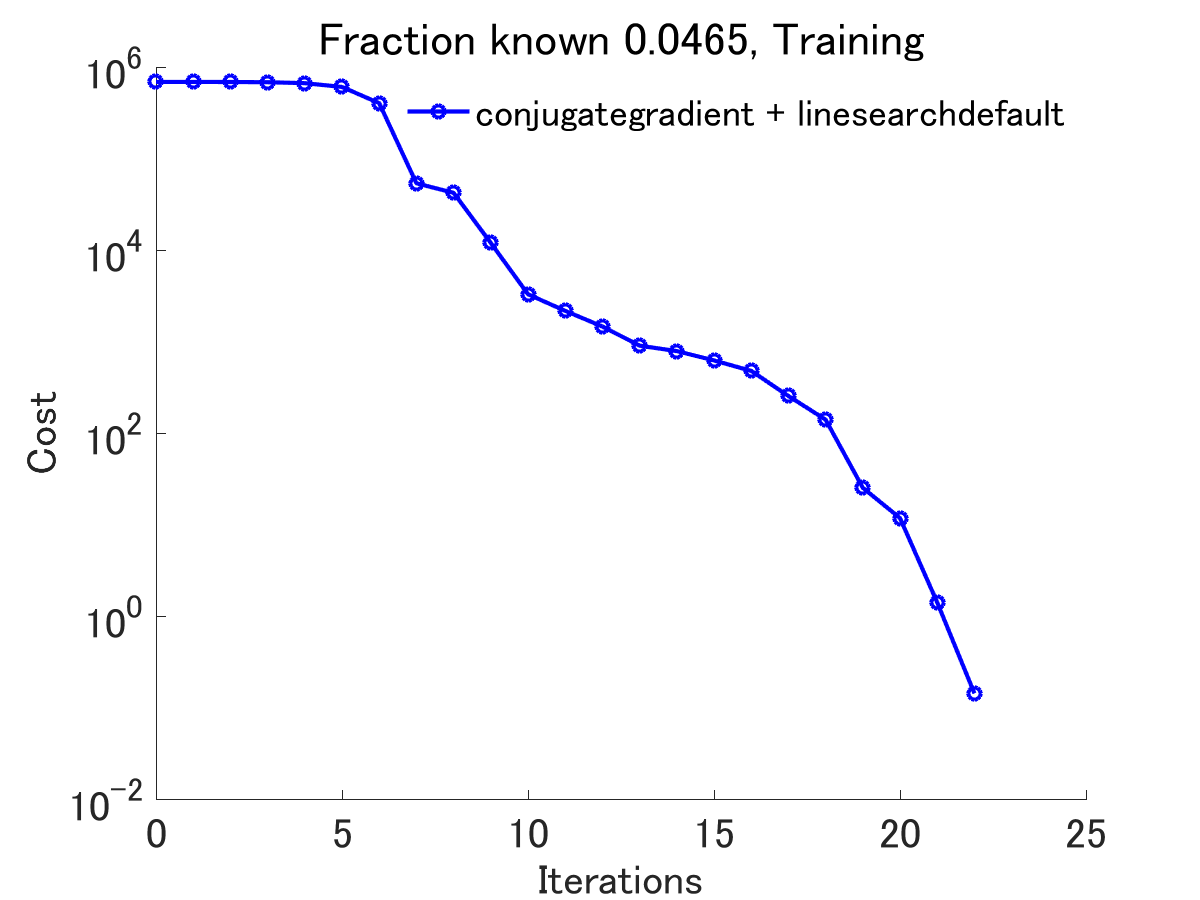 Fraction known 0.0465, Training
conjugategradient + linesearchdefault
Cost
10^6
10^4
10^2
10^0
10^-2
0 5 10 15 20 25
Iterations